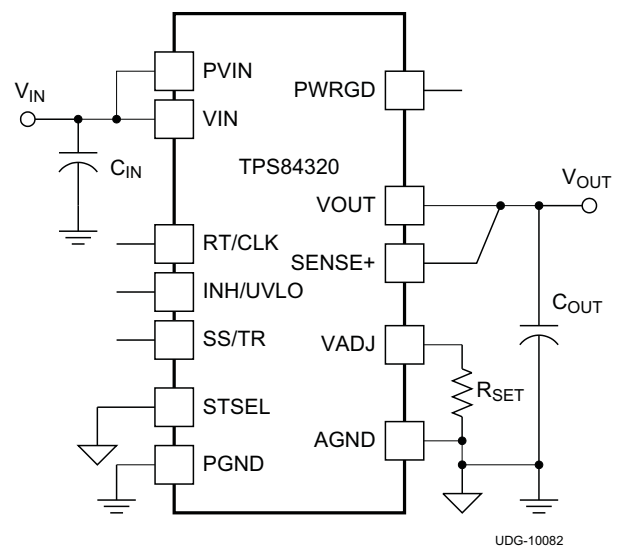 PVIN
PWRGD
V_IN
VIN
C_IN
TPS84320
VOUT
V_OUT
RT/CLK
SENSE+
INH/UVLO
C_OUT
SS/TR
VADJ
R_SET
STSEL
AGND
PGND
UDG-10082